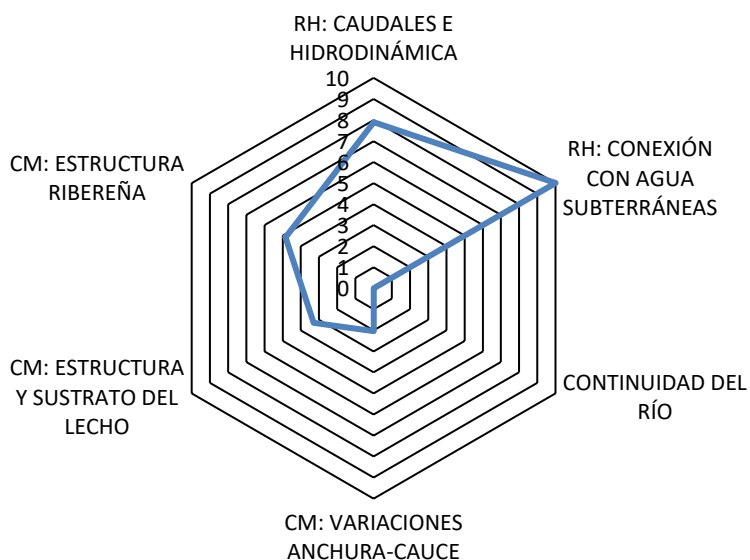 RH: CAUDALES E
HIDRODINÁMICA
10
9
8
7
6
5
4
3
2
1
0
RH: CONEXIÓN
CON AGUA
SUBTERRÁNEAS
CONTINUIDAD DEL
RÍO
CM: VARIACIONES
ANCHURA-CAUCE
CM: ESTRUCTURA
Y SUSTRATO DEL
LECHO
CM: ESTRUCTURA
RIBEREÑA